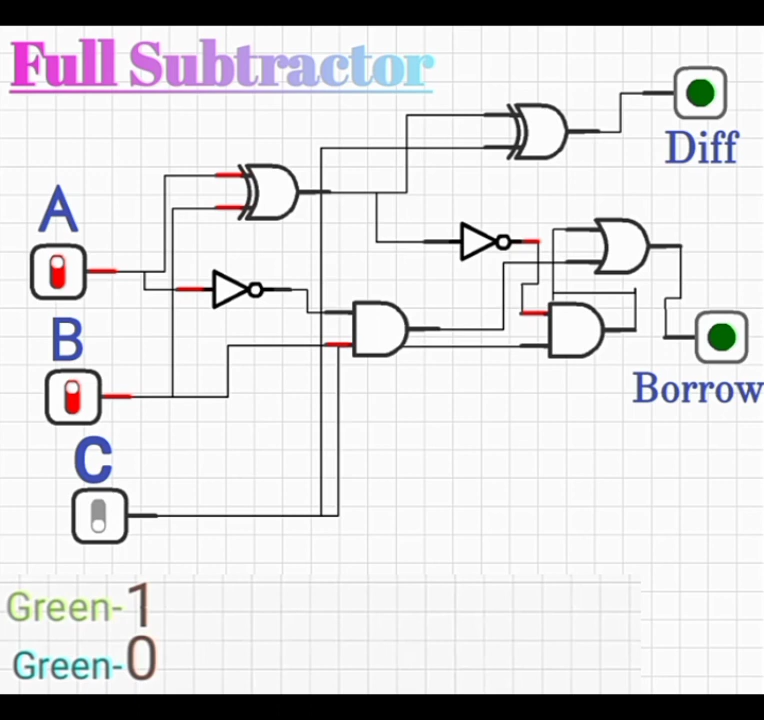 Full Subtractor
Diff
A
B
Borrow
C
Green-1
Green-0